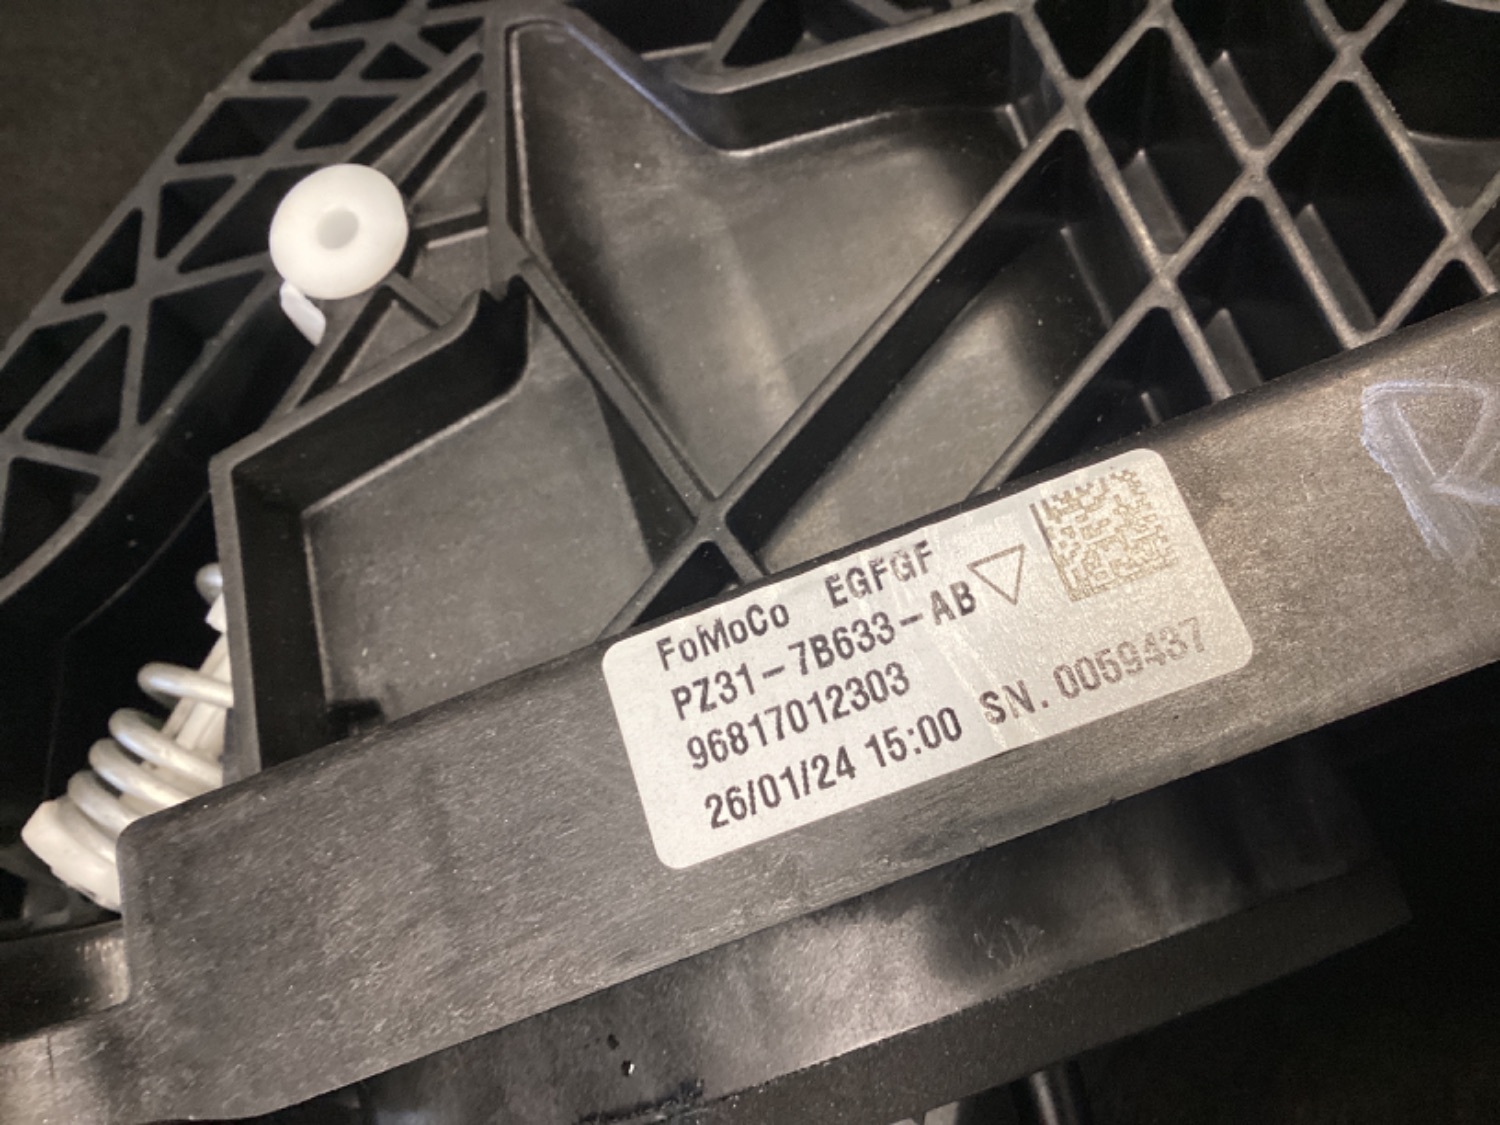 FoMoCo EGFGF
PZ31-7B633-AB
96817012303
26/01/24 15:00 SN. 0059437
R